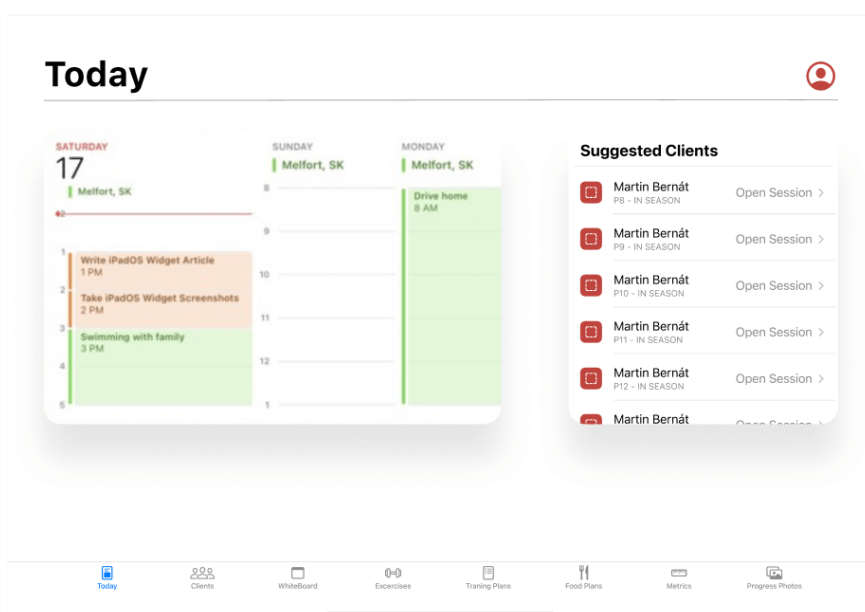 Today
SATURDAY
17
Melfort, SK
12
1
Write iPadOS Widget Article
1 PM
2
Take iPadOS Widget Screenshots
2 PM
3
Swimming with family
3 PM
4
5
SUNDAY
Melfort, SK
8
9
10
11
12
1
MONDAY
Melfort, SK
Drive home
8 AM
Suggested Clients
Martin Bernát
Open Session
P8 - IN SEASON
Martin Bernát
Open Session
P9 - IN SEASON
Martin Bernát
Open Session
P10 - IN SEASON
Martin Bernát
Open Session
P11 - IN SEASON
Martin Bernát
Open Session
P12 - IN SEASON
Martin Bernát
Open Session
Today
Clients
WhiteBoard
Excercises
Traning Plans
Food Plans
Metrics
Progress Photos